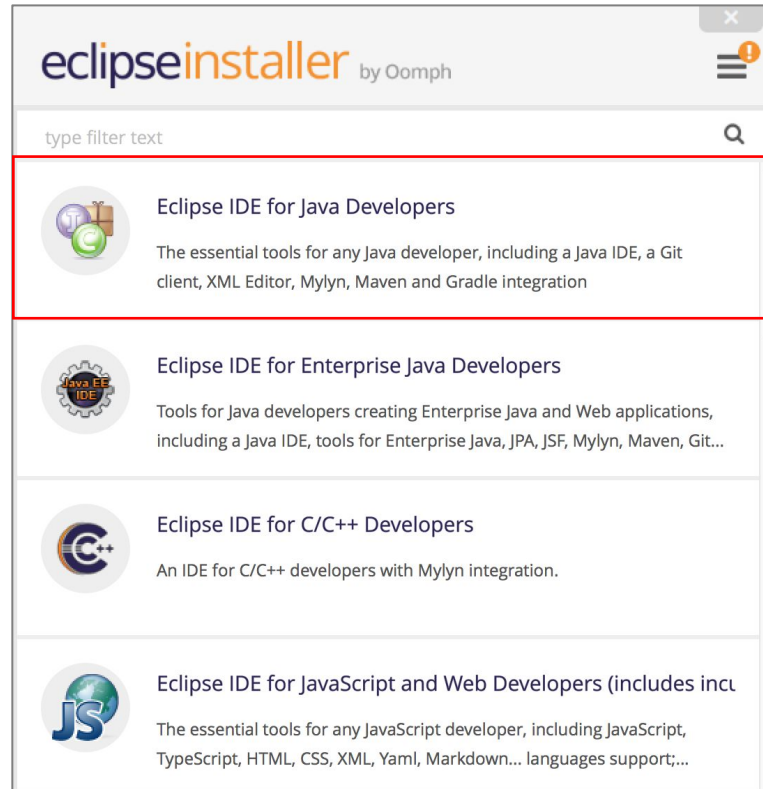 eclipseinstaller by Oomph
type filter text
Eclipse IDE for Java Developers
The essential tools for any Java developer, including a Java IDE, a Git
client, XML Editor, Mylyn, Maven and Gradle integration
Java EE
IDE
Eclipse IDE for Enterprise Java Developers
Tools for Java developers creating Enterprise Java and Web applications,
including a Java IDE, tools for Enterprise Java, JPA, JSF, Mylyn, Maven, Git...
C++
Eclipse IDE for C/C++ Developers
An IDE for C/C++ developers with Mylyn integration.
JS
Eclipse IDE for JavaScript and Web Developers (includes incu
The essential tools for any JavaScript developer, including JavaScript,
TypeScript, HTML, CSS, XML, Yaml, Markdown... languages support;...